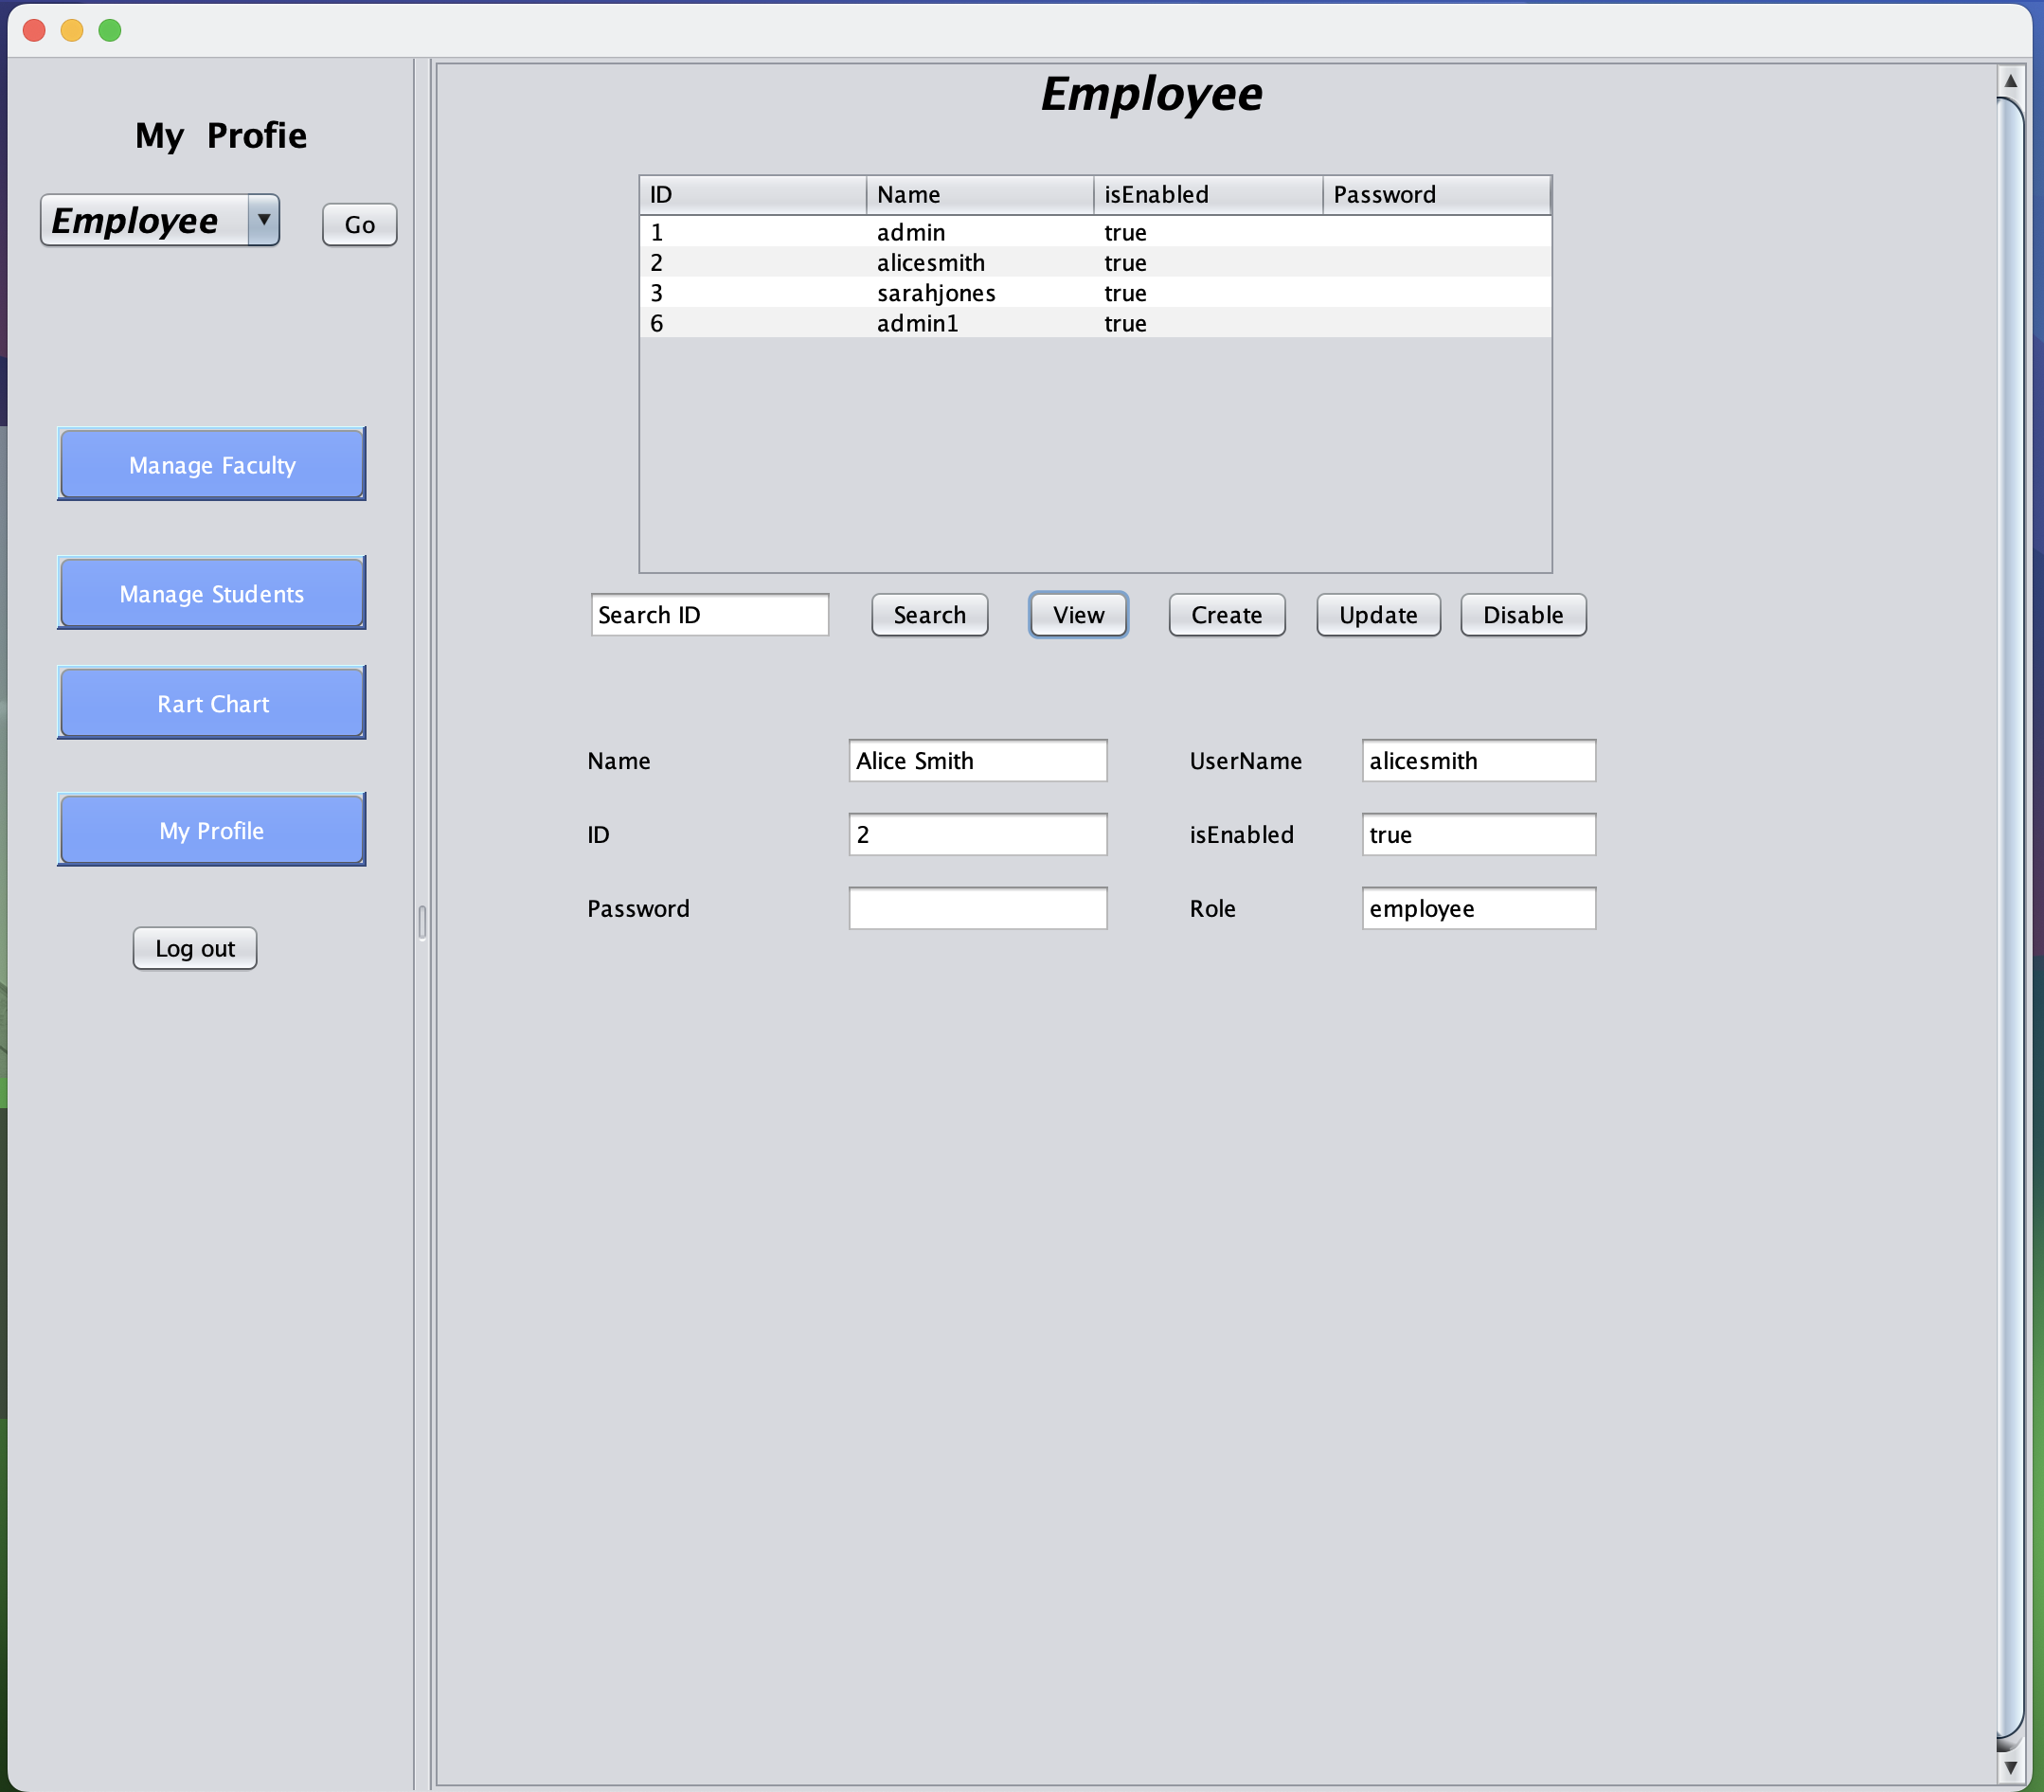 My Profie
Employee
Go
Manage Faculty
Manage Students
Rart Chart
My Profile
Log out
Employee
ID Name isEnabled Password
1 admin true
2 alicesmith true
3 sarahjones true
6 admin1 true
Search ID Search View Create Update Disable
Name Alice Smith UserName alicesmith
ID 2 isEnabled true
Password Role employee